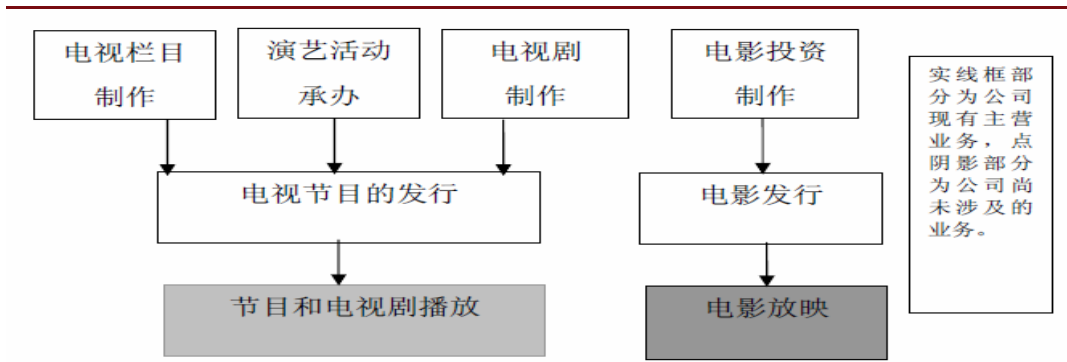 电视栏目
制作
演艺活动
承办
电视剧
制作
电影投资
制作
实线框部
分为公司
现有主营
业务，点
阴影部分
为公司尚
未涉及的
业务。
电视节目的发行
电影发行
节目和电视剧播放
电影放映